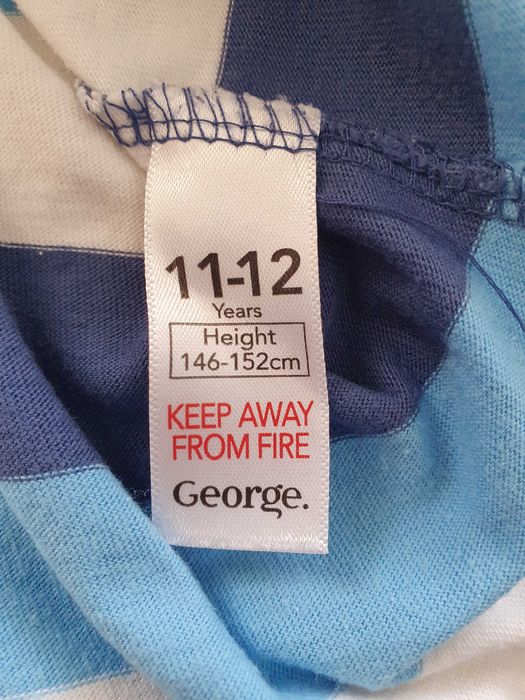 11-12
Years
Height
146-152cm
KEEP AWAY
FROM FIRE
George.